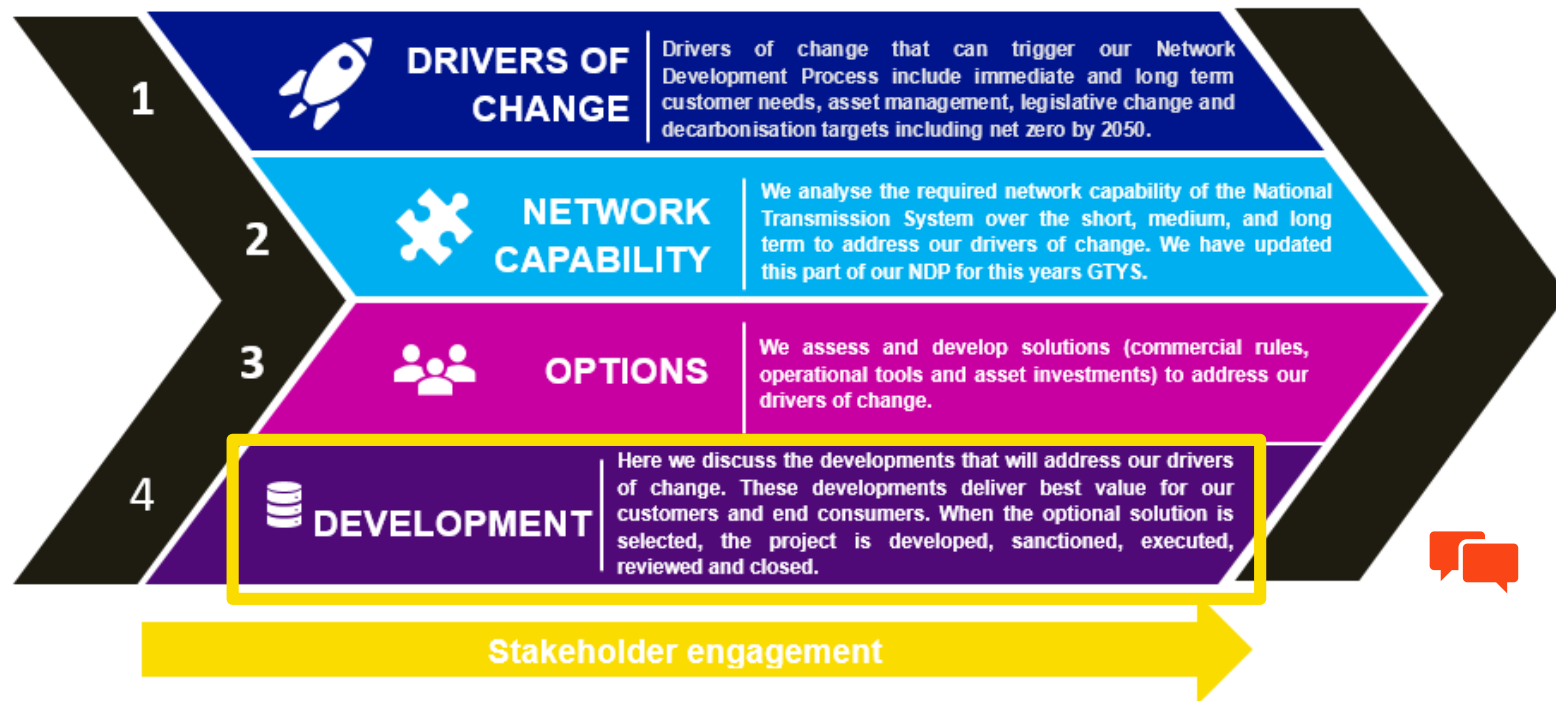 1
DRIVERS OF
CHANGE
Drivers of change that can trigger our Network
Development Process include immediate and long term
customer needs, asset management, legislative change and
decarbonisation targets including net zero by 2050.
2
NETWORK
CAPABILITY
We analyse the required network capability of the National
Transmission System over the short, medium, and long
term to address our drivers of change. We have updated
this part of our NDP for this years GTYS.
3
OPTIONS
We assess and develop solutions (commercial rules,
operational tools and asset investments) to address our
drivers of change.
4
DEVELOPMENT
Here we discuss the developments that will address our drivers
of change. These developments deliver best value for our
customers and end consumers. When the optional solution is
selected, the project is developed, sanctioned, executed,
reviewed and closed.
Stakeholder engagement